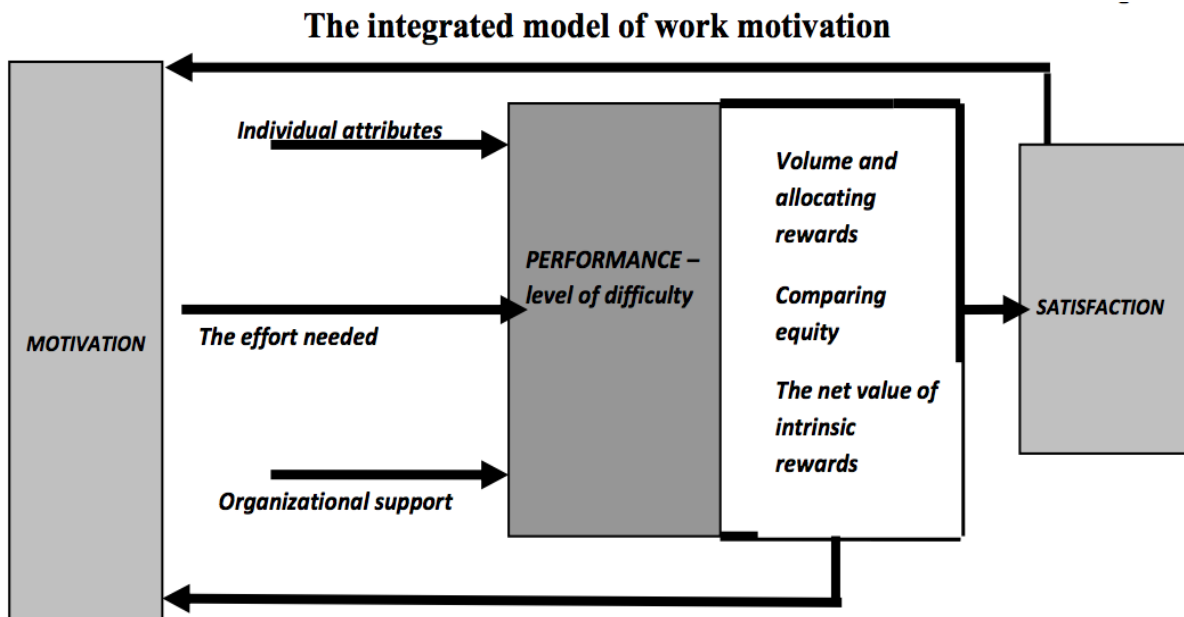 The integrated model of work motivation
Individual attributes
Volume and
allocating
rewards
PERFORMANCE –
level of difficulty
Comparing
equity
SATISFACTION
The effort needed
MOTIVATION
The net value of
intrinsic
rewards
Organizational support